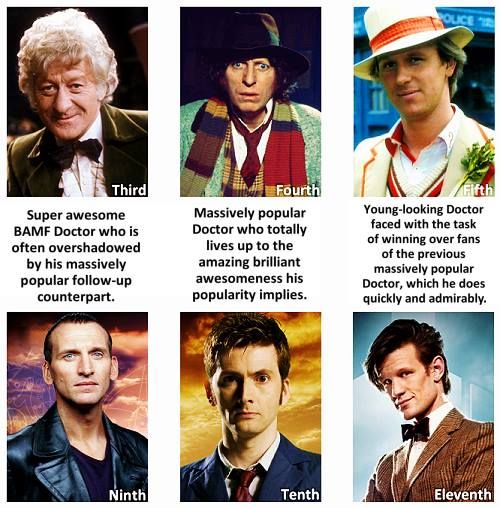 POLICE
Third
Fourth
Fifth
Super awesome
BAMF Doctor who is
often overshadowed
by his massively
popular follow-up
counterpart.
Massively popular
Doctor who totally
lives up to the
amazing brilliant
awesomeness his
popularity implies.
Young-looking Doctor
faced with the task
of winning over fans
of the previous
massively popular
Doctor, which he does
quickly and admirably.
Ninth
Tenth
Eleventh